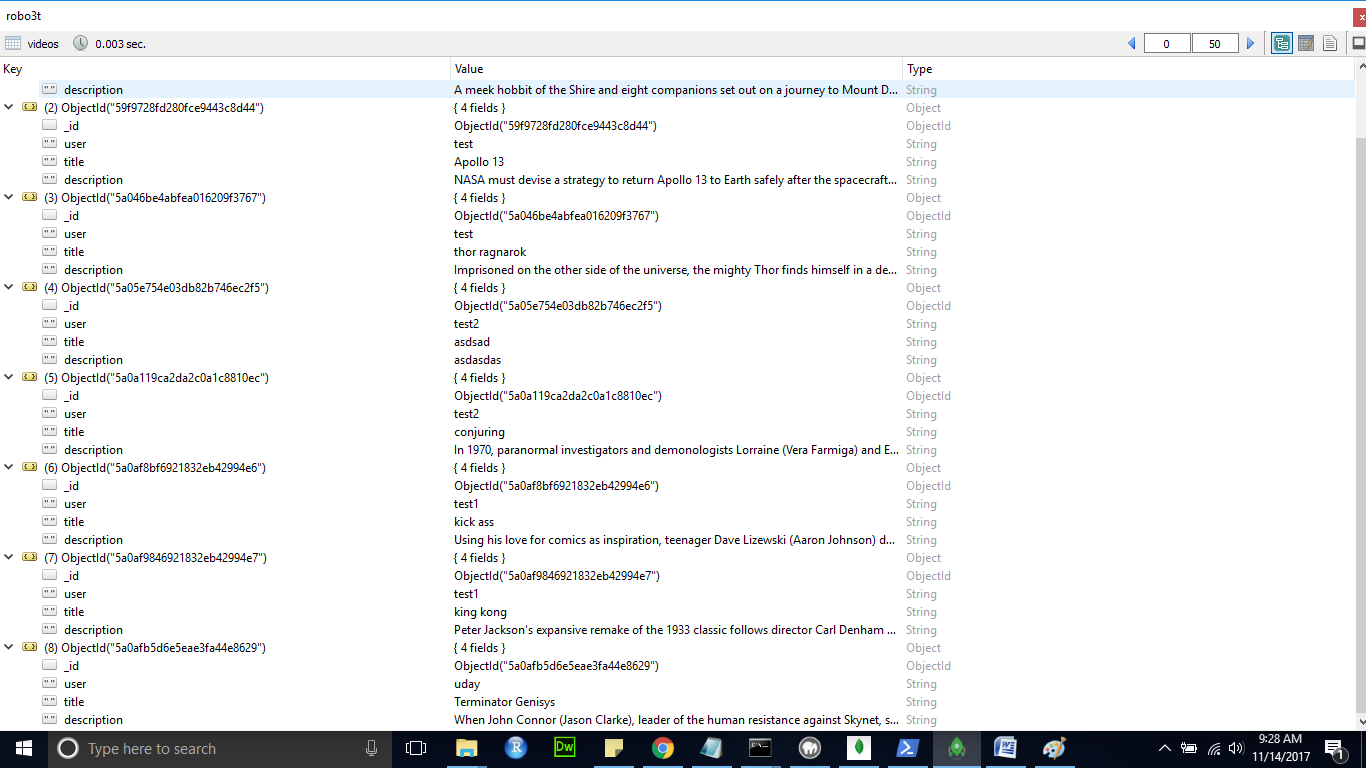 robo3t
videos 0.003 sec. 0 50
Key Value Type
description A meek hobbit of the Shire and eight companions set out on a journey to Mount D... String
(2) ObjectId("59f9728fd280fce9443c8d44") { 4 fields } Object
_id ObjectId("59f9728fd280fce9443c8d44") ObjectId
user test String
title Apollo 13 String
description NASA must devise a strategy to return Apollo 13 to Earth safely after the spacecraft... String
(3) ObjectId("5a046be4abfea016209f3767") { 4 fields } Object
_id ObjectId("5a046be4abfea016209f3767") ObjectId
user test String
title thor ragnarok String
description Imprisoned on the other side of the universe, the mighty Thor finds himself in a de... String
(4) ObjectId("5a05e754e03db82b746ec2f5") { 4 fields } Object
_id ObjectId("5a05e754e03db82b746ec2f5") ObjectId
user test2 String
title asdsad String
description asdasdas String
(5) ObjectId("5a0a119ca2da2c0a1c8810ec") { 4 fields } Object
_id ObjectId("5a0a119ca2da2c0a1c8810ec") ObjectId
user test2 String
title conjuring String
description In 1970, paranormal investigators and demonologists Lorraine (Vera Farmiga) and E... String
(6) ObjectId("5a0af8bf6921832eb42994e6") { 4 fields } Object
_id ObjectId("5a0af8bf6921832eb42994e6") ObjectId
user test1 String
title kick ass String
description Using his love for comics as inspiration, teenager Dave Lizewski (Aaron Johnson) d... String
(7) ObjectId("5a0af9846921832eb42994e7") { 4 fields } Object
_id ObjectId("5a0af9846921832eb42994e7") ObjectId
user test1 String
title king kong String
description Peter Jackson's expansive remake of the 1933 classic follows director Carl Denham ... String
(8) ObjectId("5a0afb5d6e5eae3fa44e8629") { 4 fields } Object
_id ObjectId("5a0afb5d6e5eae3fa44e8629") ObjectId
user uday String
title Terminator Genisys String
description When John Connor (Jason Clarke), leader of the human resistance against Skynet, s... String
Type here to search
R
Dw
9:28 AM
11/14/2017
1